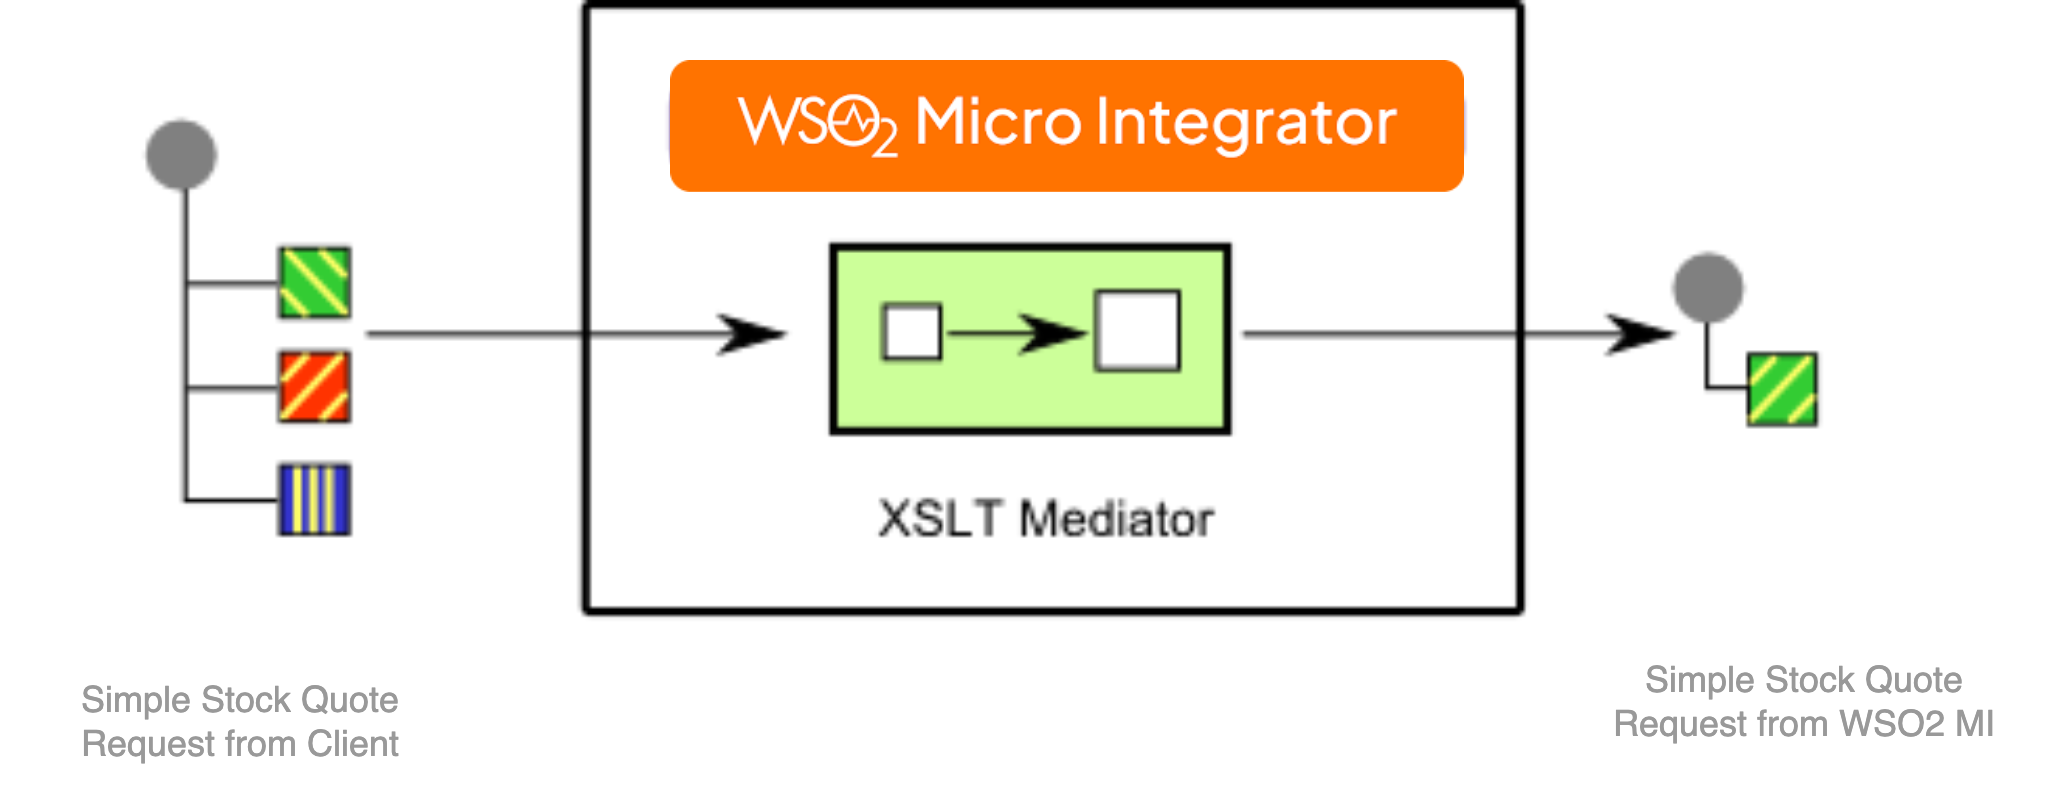 WSO2 Micro Integrator
XSLT Mediator
Simple Stock Quote
Request from Client
Simple Stock Quote
Request from WSO2 MI